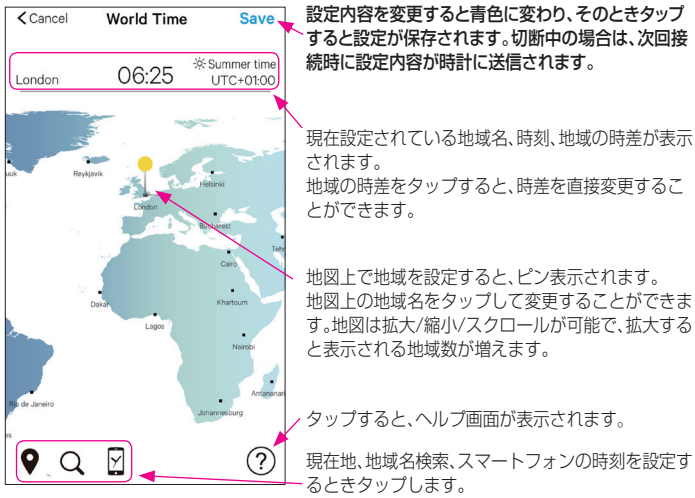 Cancel
World Time
Save
London
06:25
Summer time
UTC+01:00
uuk
Reykjavik
Helsinki
London
Bucharest
Tehr
Cairo
Dakar
Khartoum
Lagos
Nairobi
Antananari
Rio de Janeiro
Johannesburg
es
?
設定内容を変更すると青色に変わり、そのときタップ
すると設定が保存されます。切断中の場合は、次回接
続時に設定内容が時計に送信されます。
現在設定されている地域名、時刻、地域の時差が表示
されます。
地域の時差をタップすると、時差を直接変更するこ
とができます。
地図上で地域を設定すると、ピン表示されます。
地図上の地域名をタップして変更することができま
す。地図は拡大/縮小/スクロールが可能で、拡大する
と表示される地域数が増えます。
タップすると、ヘルプ画面が表示されます。
現在地、地域名検索、スマートフォンの時刻を設定す
るときタップします。